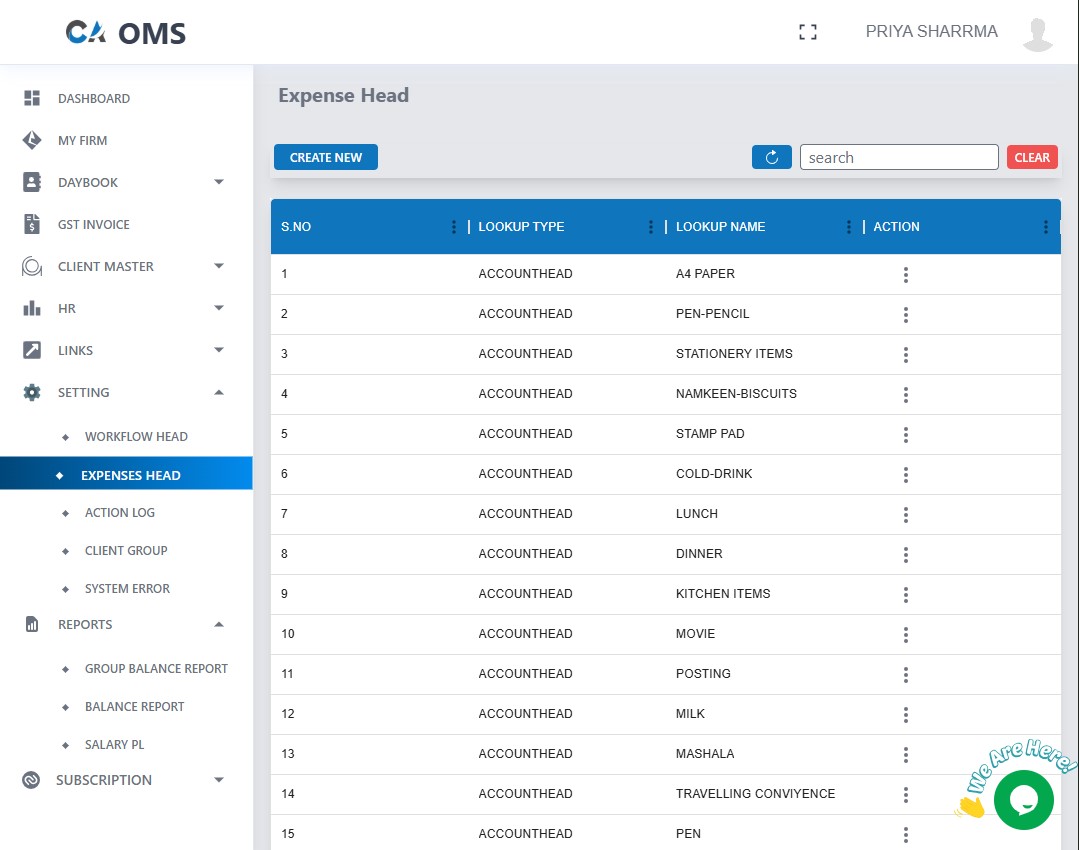 CA OMS
PRIYA SHARRMA
DASHBOARD
MY FIRM
DAYBOOK
GST INVOICE
CLIENT MASTER
HR
LINKS
SETTING
WORKFLOW HEAD
EXPENSES HEAD
ACTION LOG
CLIENT GROUP
SYSTEM ERROR
REPORTS
GROUP BALANCE REPORT
BALANCE REPORT
SALARY PL
SUBSCRIPTION
Expense Head
CREATE NEW search CLEAR
S.NO LOOKUP TYPE LOOKUP NAME ACTION
1 ACCOUNTHEAD A4 PAPER
2 ACCOUNTHEAD PEN-PENCIL
3 ACCOUNTHEAD STATIONERY ITEMS
4 ACCOUNTHEAD NAMKEEN-BISCUITS
5 ACCOUNTHEAD STAMP PAD
6 ACCOUNTHEAD COLD-DRINK
7 ACCOUNTHEAD LUNCH
8 ACCOUNTHEAD DINNER
9 ACCOUNTHEAD KITCHEN ITEMS
10 ACCOUNTHEAD MOVIE
11 ACCOUNTHEAD POSTING
12 ACCOUNTHEAD MILK
13 ACCOUNTHEAD MASHALA
14 ACCOUNTHEAD TRAVELLING CONVIYENCE
15 ACCOUNTHEAD PEN
We Are Here!